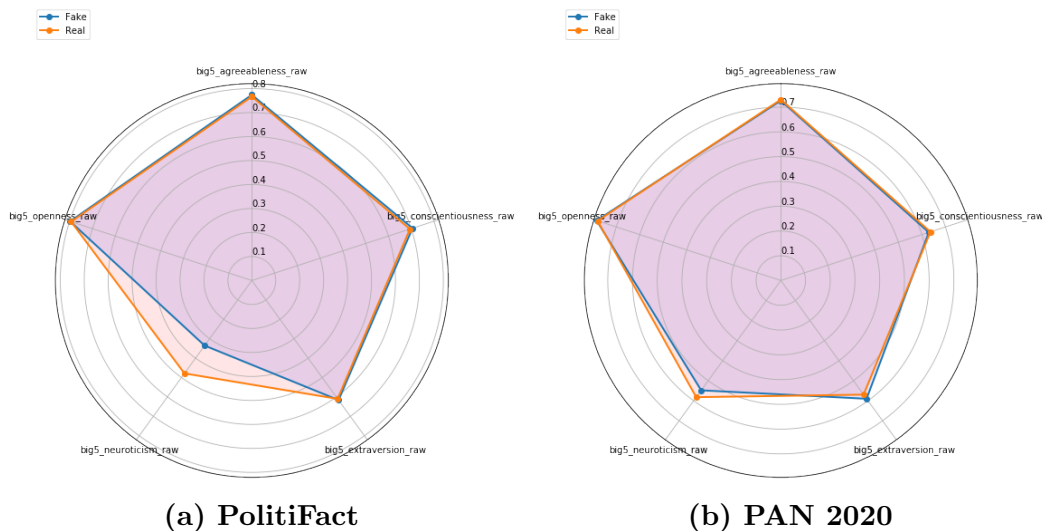 Fake
Real
big5_agreeableness_raw
0.8
0.7
0.6
0.5
0.4
0.3
0.2
0.1
big5_openness_raw
big5_conscientiousness_raw
big5_neuroticism_raw
big5_extraversion_raw
(a) PolitiFact
Fake
Real
big5_agreeableness_raw
0.7
0.6
0.5
0.4
0.3
0.2
0.1
big5_openness_raw
big5_conscientiousness_raw
big5_neuroticism_raw
big5_extraversion_raw
(b) PAN 2020